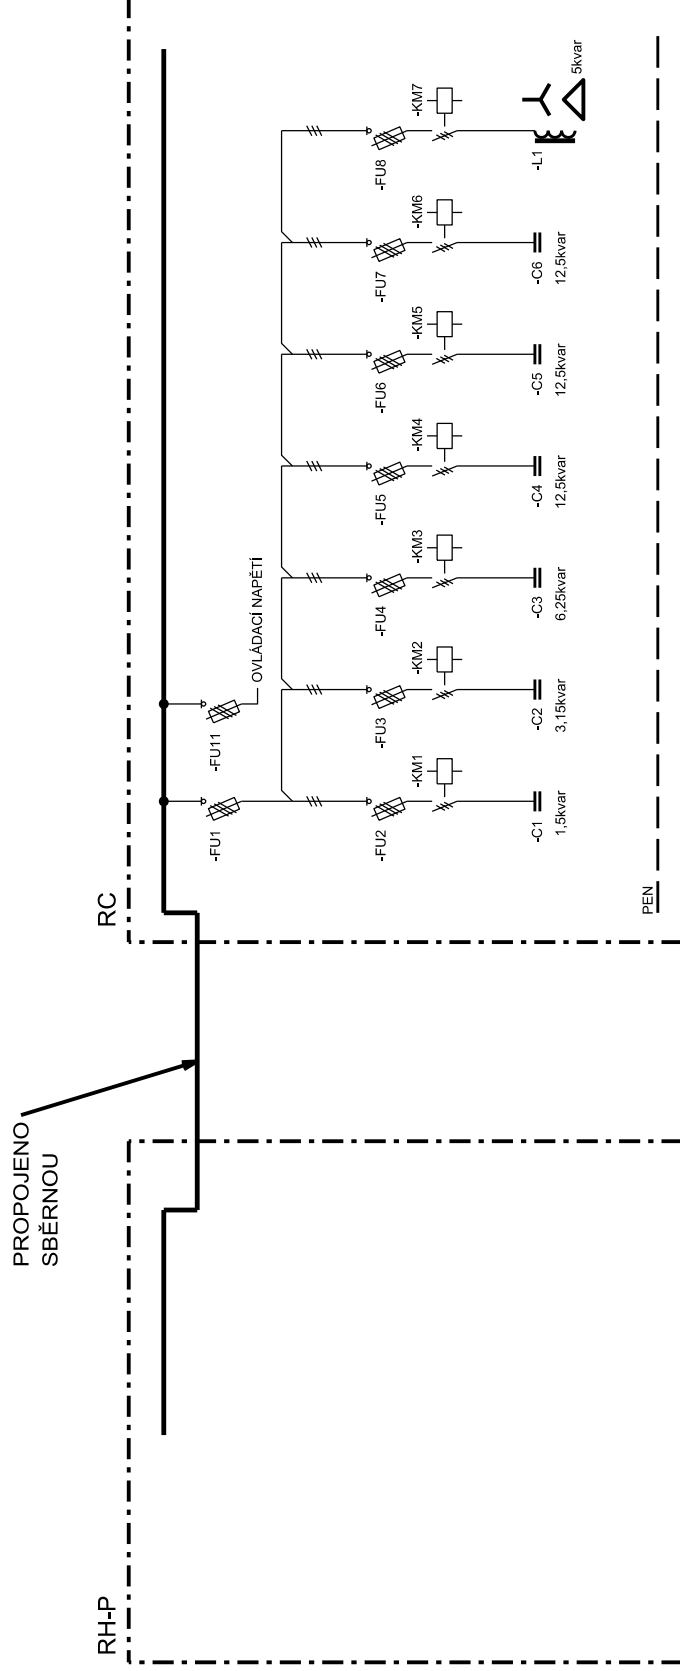 RH-P
PROPOJENO
SBĚRNOU
RC
-FU1
-FU11
OVLÁDACÍ NAPĚTÍ
-FU2
-FU3
-FU4
-FU5
-FU6
-FU7
-FU8
-KM1
-KM2
-KM3
-KM4
-KM5
-KM6
-KM7
-C1
1,5kvar
-C2
3,15kvar
-C3
6,25kvar
-C4
12,5kvar
-C5
12,5kvar
-C6
12,5kvar
-L1
5kvar
PEN